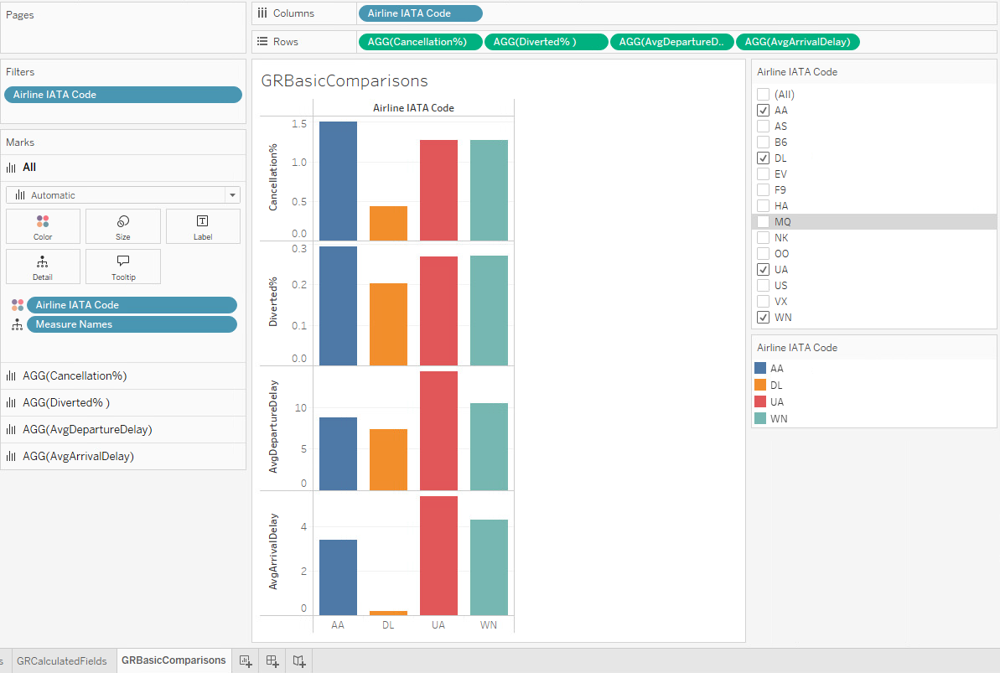 Pages
Columns
Airline IATA Code
Rows
AGG(Cancellation%)
AGG(Diverted% )
AGG(AvgDepartureD..
AGG(AvgArrivalDelay)
Filters
Airline IATA Code
Marks
All
Automatic
Color
Size
Label
Detail
Tooltip
Airline IATA Code
Measure Names
AGG(Cancellation%)
AGG(Diverted% )
AGG(AvgDepartureDelay)
AGG(AvgArrivalDelay)
GRBasicComparisons
Airline IATA Code
Cancellation%
1.5
1.0
0.5
0.0
Diverted%
0.3
0.2
0.1
0.0
AvgDepartureDelay
10
5
0
AvgArrivalDelay
4
2
0
AA
DL
UA
WN
Airline IATA Code
(All)
AA
AS
B6
DL
EV
F9
HA
MQ
NK
OO
UA
US
VX
WN
Airline IATA Code
AA
DL
UA
WN
s
GRCalculatedFields
GRBasicComparisons